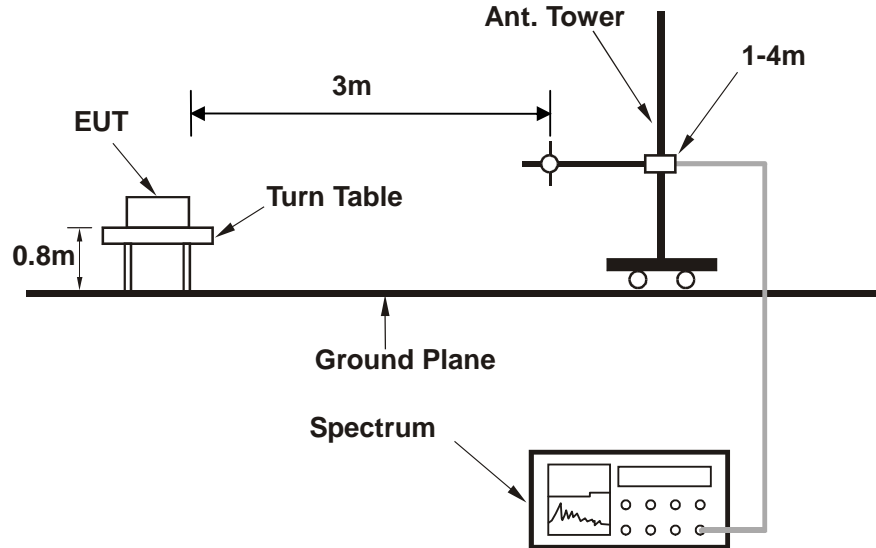 Ant. Tower
1-4m
3m
EUT
Turn Table
0.8m
Ground Plane
Spectrum